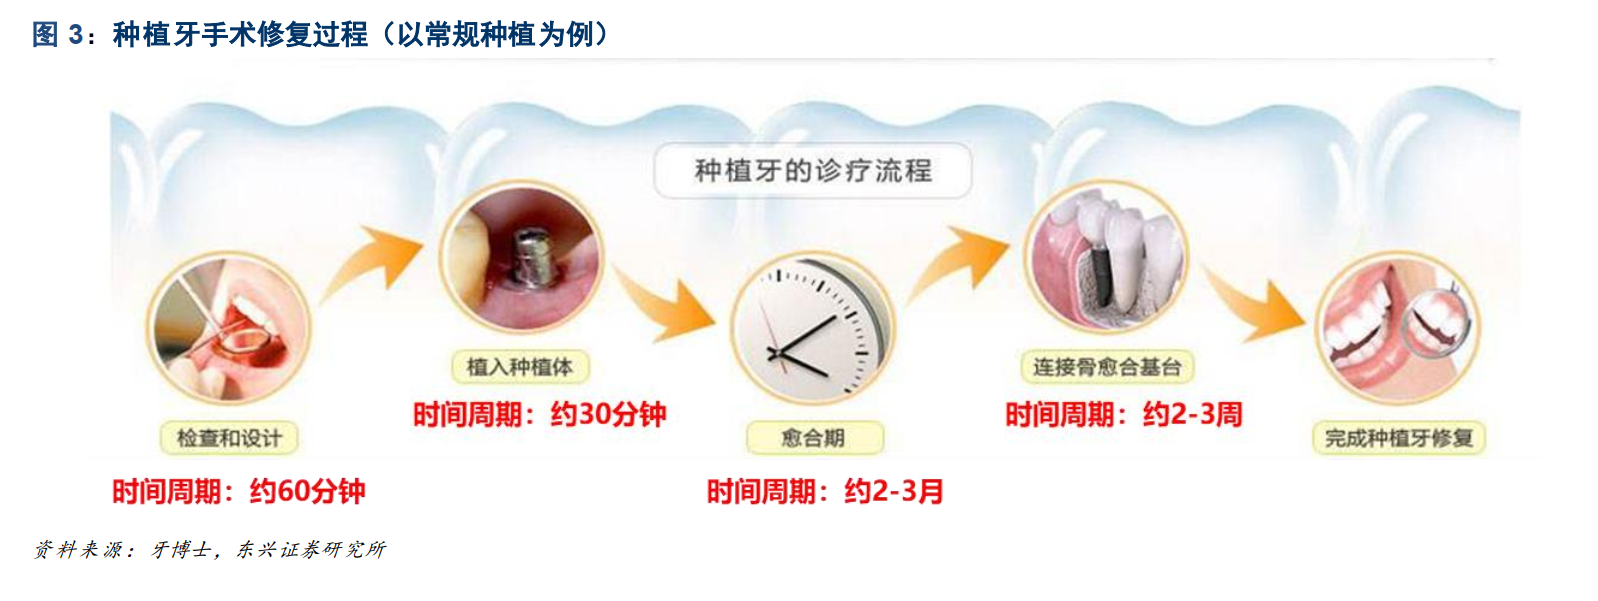 图 3：种植牙手术修复过程（以常规种植为例）
种植牙的诊疗流程
检查和设计
时间周期：约60分钟
植入种植体
时间周期：约30分钟
愈合期
时间周期：约2-3月
连接骨愈合基台
时间周期：约2-3周
完成种植牙修复
资料来源：牙博士，东兴证券研究所